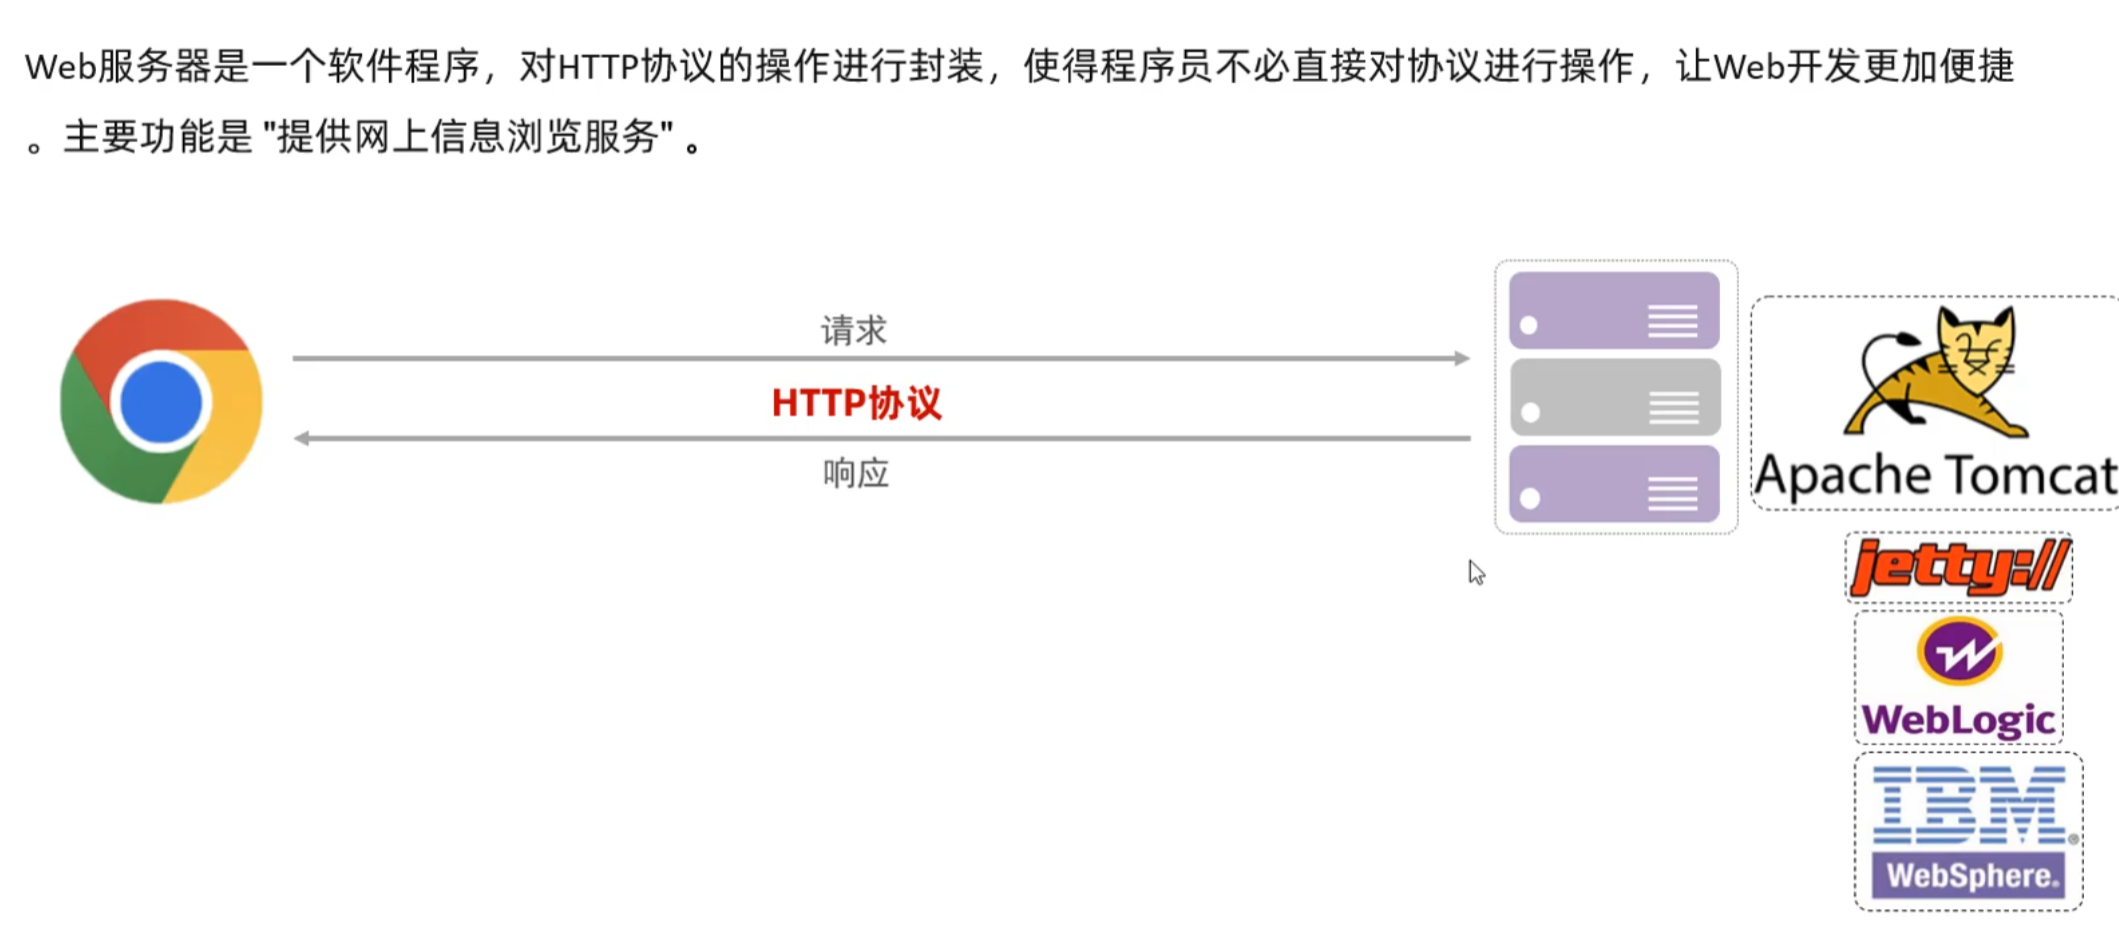 Web服务器是一个软件程序，对HTTP协议的操作进行封装，使得程序员不必直接对协议进行操作，让Web开发更加便捷
。主要功能是 "提供网上信息浏览服务" 。
请求
HTTP协议
响应
Apache Tomcat
jetty://
WebLogic
IBM®
WebSphere.